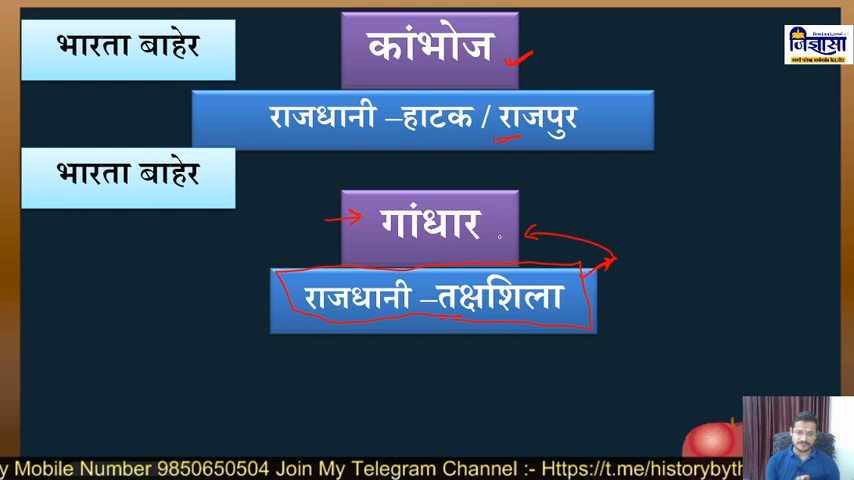 भारता बाहेर
कांभोज
जिज्ञासा
राजधानी –हाटक / राजपुर
भारता बाहेर
गांधार
राजधानी –तक्षशिला
y Mobile Number 9850650504 Join My Telegram Channel :- Https://t.me/historybyth